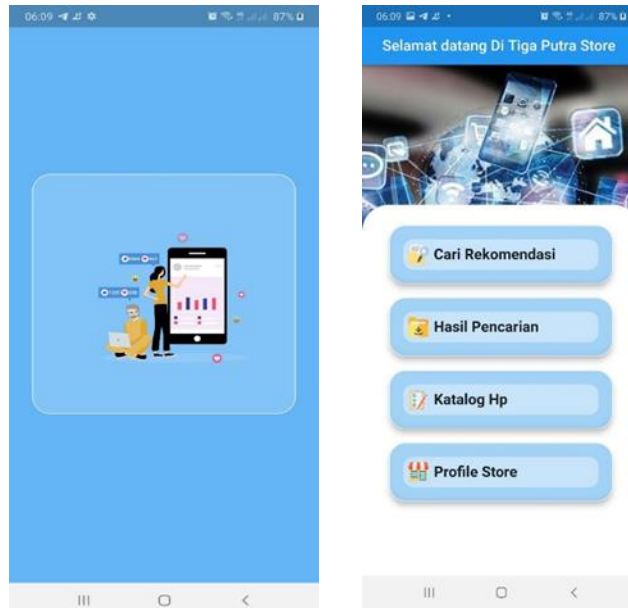 06:09
87%
06:09
87%
Selamat datang Di Tiga Putra Store
Cari Rekomendasi
Hasil Pencarian
Katalog Hp
Profile Store